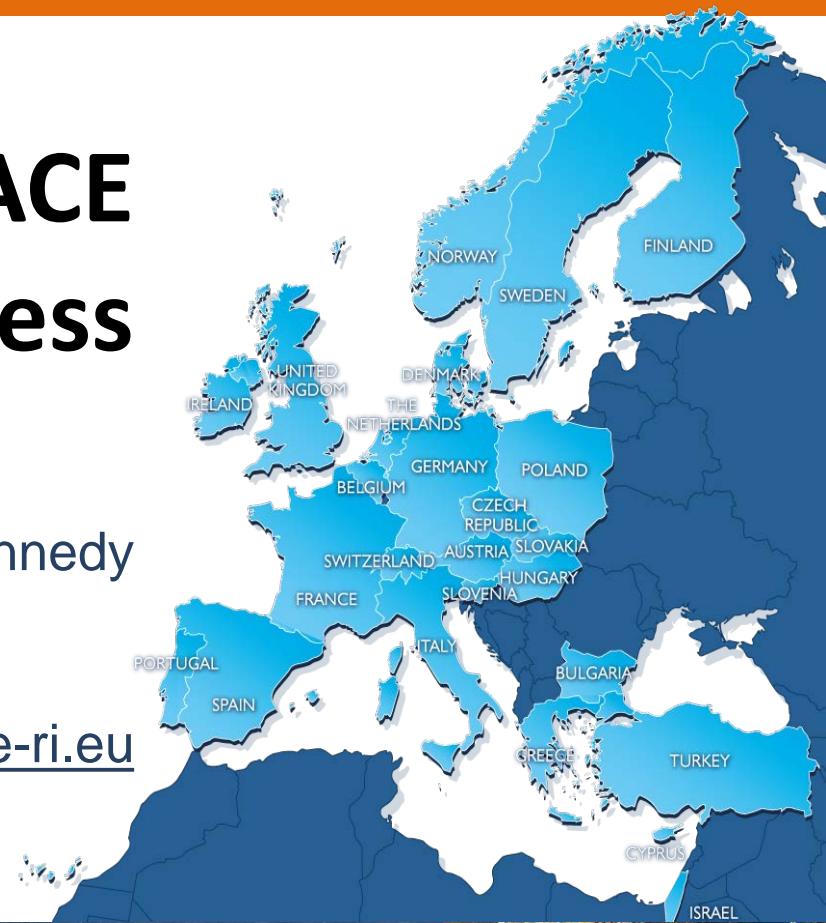 ACE
ess
nnedy
e-ri.eu
NORWAY
SWEDEN
FINLAND
UNITED
KINGDOM
IRELAND
DENMARK
THE
NETHERLANDS
GERMANY
POLAND
BELGIUM
CZECH
REPUBLIC
SWITZERLAND
AUSTRIA
SLOVAKIA
HUNGARY
SLOVENIA
FRANCE
ITALY
PORTUGAL
SPAIN
BULGARIA
GREECE
TURKEY
CYPRUS
ISRAEL